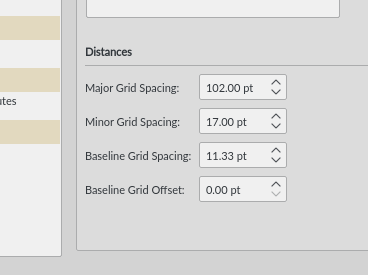 Distances
Major Grid Spacing: 102.00 pt
utes
Minor Grid Spacing: 17.00 pt
Baseline Grid Spacing: 11.33 pt
Baseline Grid Offset: 0.00 pt